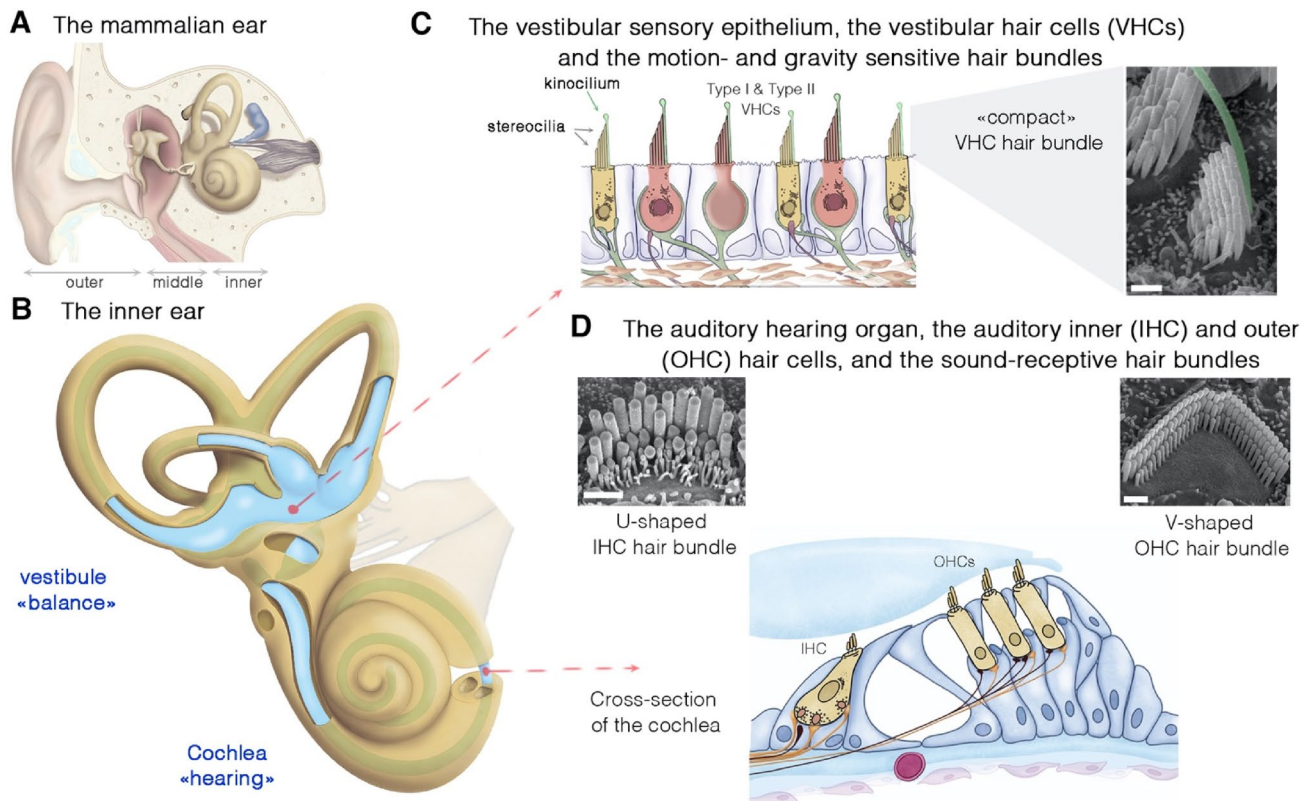 A The mammalian ear
outer
middle
inner
B The inner ear
vestibule
«balance»
Cochlea
«hearing»
C The vestibular sensory epithelium, the vestibular hair cells (VHCs)
and the motion- and gravity sensitive hair bundles
kinocilium
stereocilia
Type I & Type II
VHCs
«compact»
VHC hair bundle
D The auditory hearing organ, the auditory inner (IHC) and outer
(OHC) hair cells, and the sound-receptive hair bundles
U-shaped
IHC hair bundle
V-shaped
OHC hair bundle
OHCs
IHC
Cross-section
of the cochlea